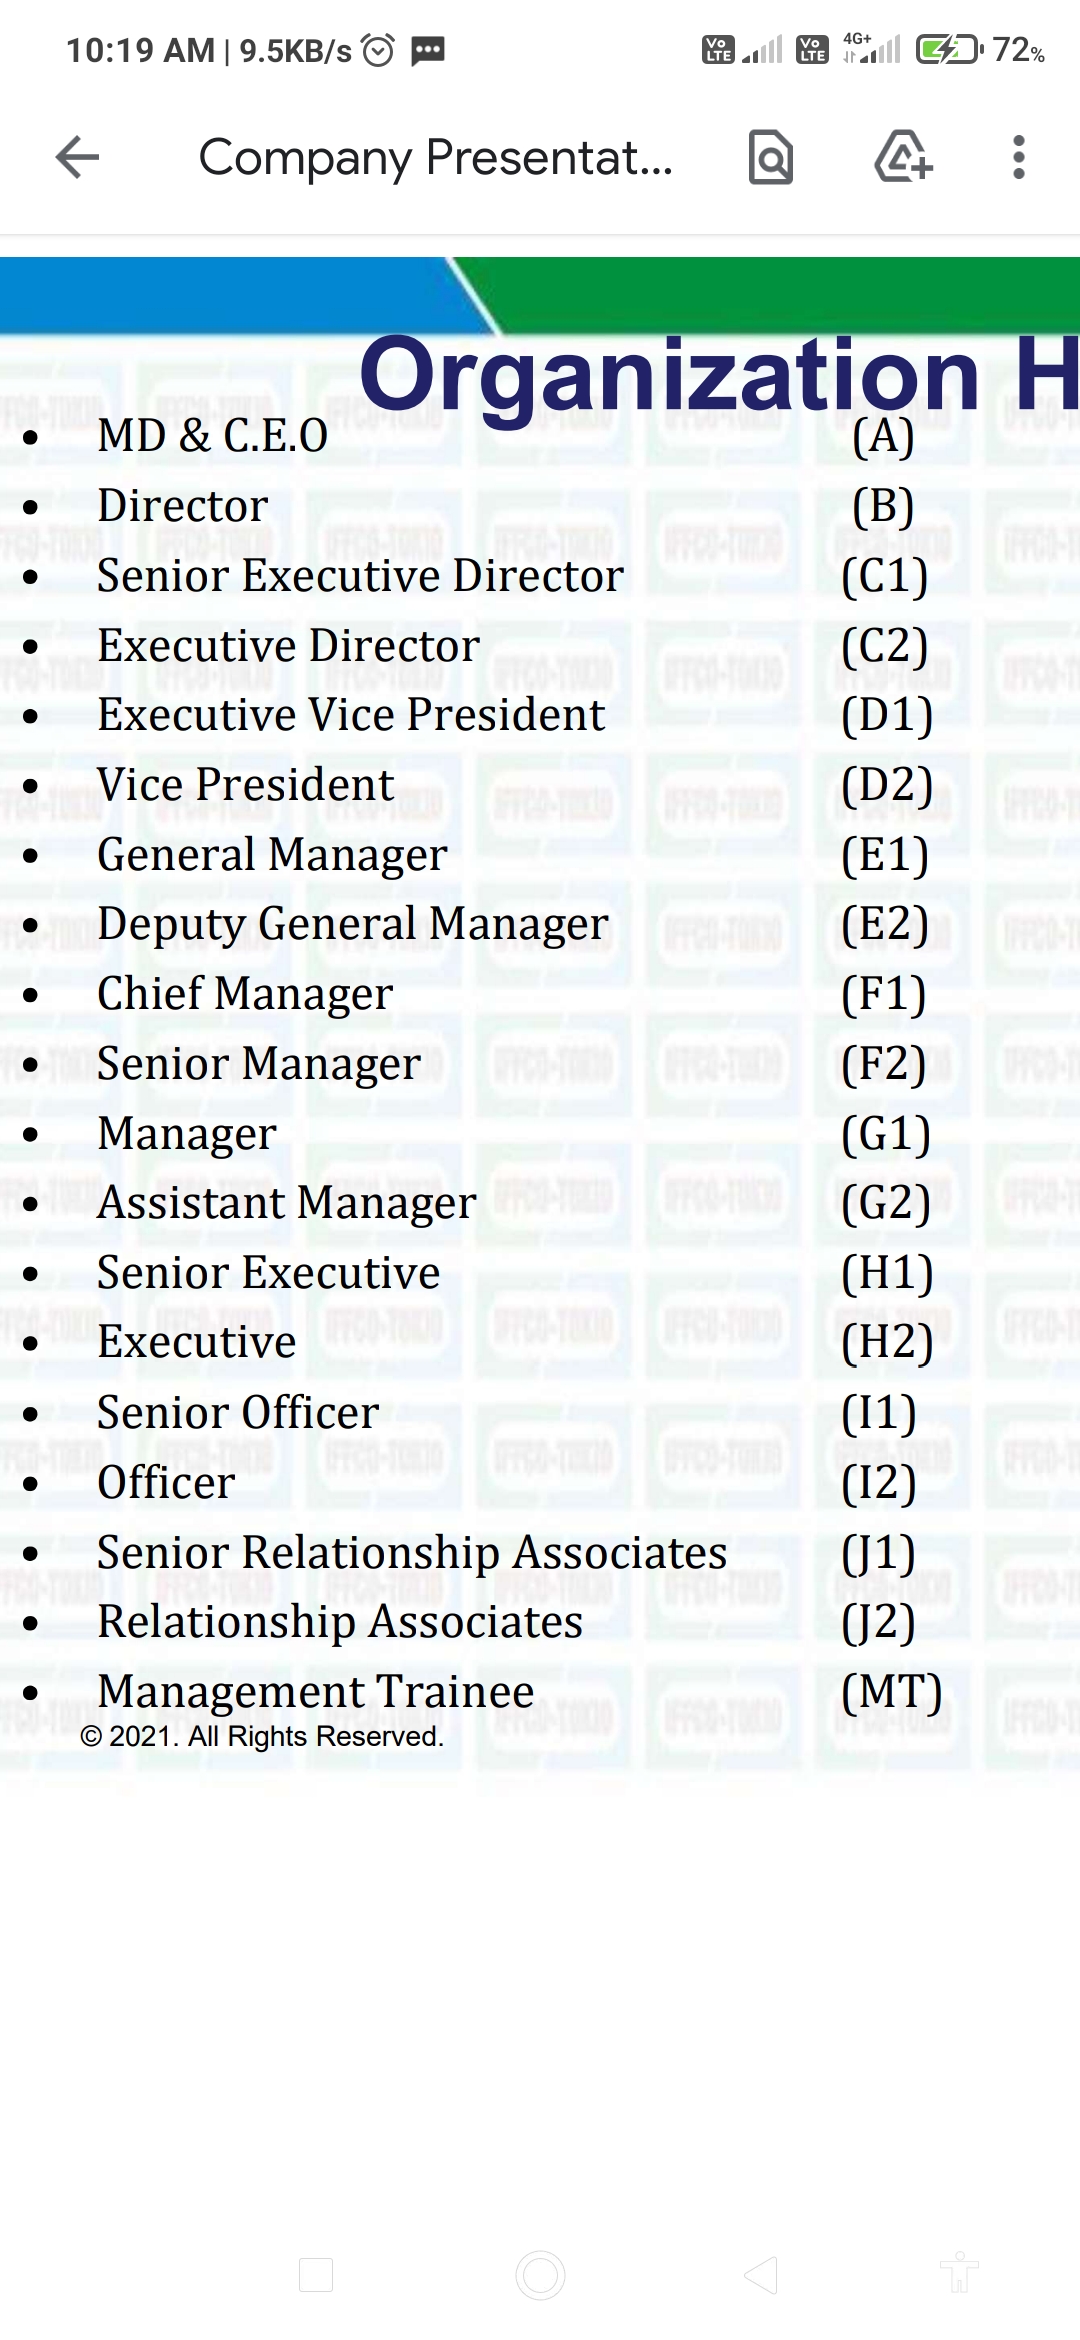 10:19 AM | 9.5KB/s Vo LTE Vo LTE 4G+ 72%
Company Presentat...
Organization H
• MD & C.E.O (A)
• Director (B)
• Senior Executive Director (C1)
• Executive Director (C2)
• Executive Vice President (D1)
• Vice President (D2)
• General Manager (E1)
• Deputy General Manager (E2)
• Chief Manager (F1)
• Senior Manager (F2)
• Manager (G1)
• Assistant Manager (G2)
• Senior Executive (H1)
• Executive (H2)
• Senior Officer (I1)
• Officer (I2)
• Senior Relationship Associates (J1)
• Relationship Associates (J2)
• Management Trainee (MT)
© 2021. All Rights Reserved.
IFFCO-TOKIO